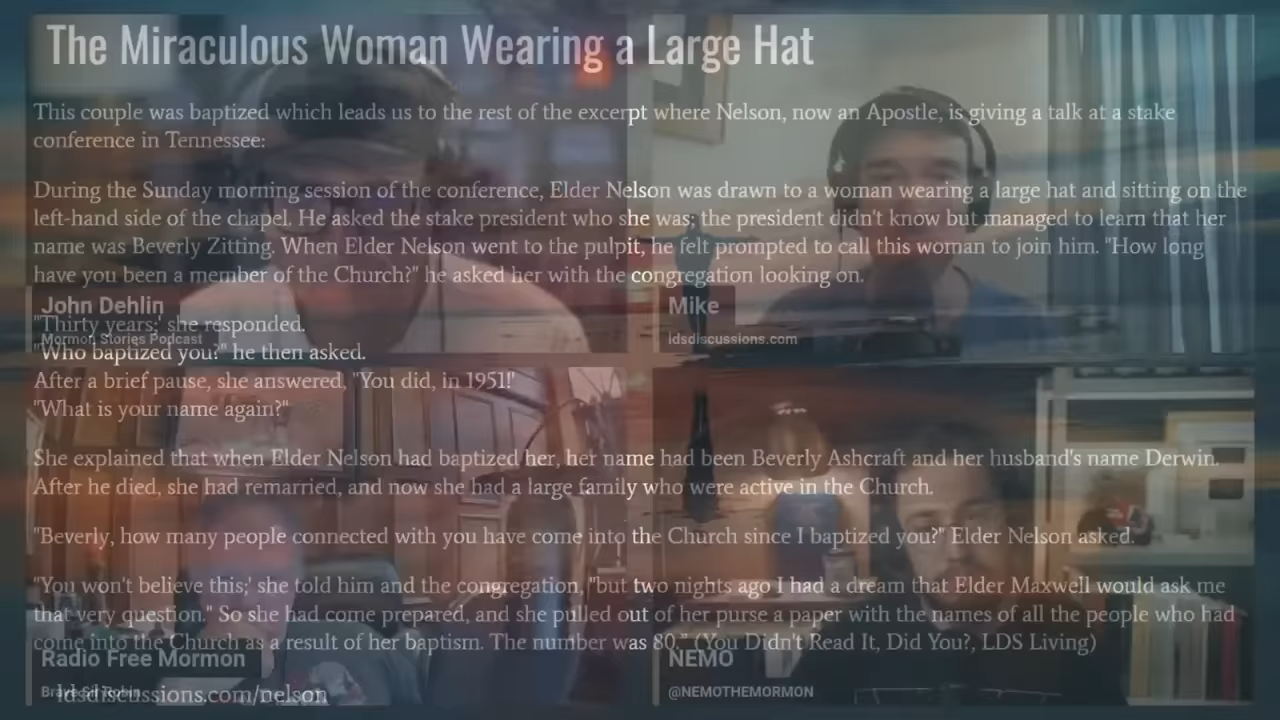 The Miraculous Woman Wearing a Large Hat
This couple was baptized which leads us to the rest of the excerpt where Nelson, now an Apostle, is giving a talk at a stake
conference in Tennessee:
During the Sunday morning session of the conference, Elder Nelson was drawn to a woman wearing a large hat and sitting on the
left-hand side of the chapel. He asked the stake president who she was; the president didn't know but managed to learn that her
name was Beverly Zitting. When Elder Nelson went to the pulpit, he felt prompted to call this woman to join him. "How long
have you been a member of the Church?" he asked her with the congregation looking on.
John Dehlin
Mike
"Thirty years;' she responded.
Mormon Stories Podcast
ldsdiscussions.com
"Who baptized you?" he then asked.
After a brief pause, she answered, "You did, in 1951!'
"What is your name again?"
She explained that when Elder Nelson had baptized her, her name had been Beverly Ashcraft and her husband's name Derwin.
After he died, she had remarried, and now she had a large family who were active in the Church.
"Beverly, how many people connected with you have come into the Church since I baptized you?" Elder Nelson asked.
"You won't believe this;' she told him and the congregation, "but two nights ago I had a dream that Elder Maxwell would ask me
that very question." So she had come prepared, and she pulled out of her purse a paper with the names of all the people who had
come into the Church as a result of her baptism. The number was 80." (You Didn't Read It, Did You?, LDS Living)
Radio Free Mormon
NEMO
Brave Sir Robin
@NEMOTHEMORMON
ldsdiscussions.com/nelson